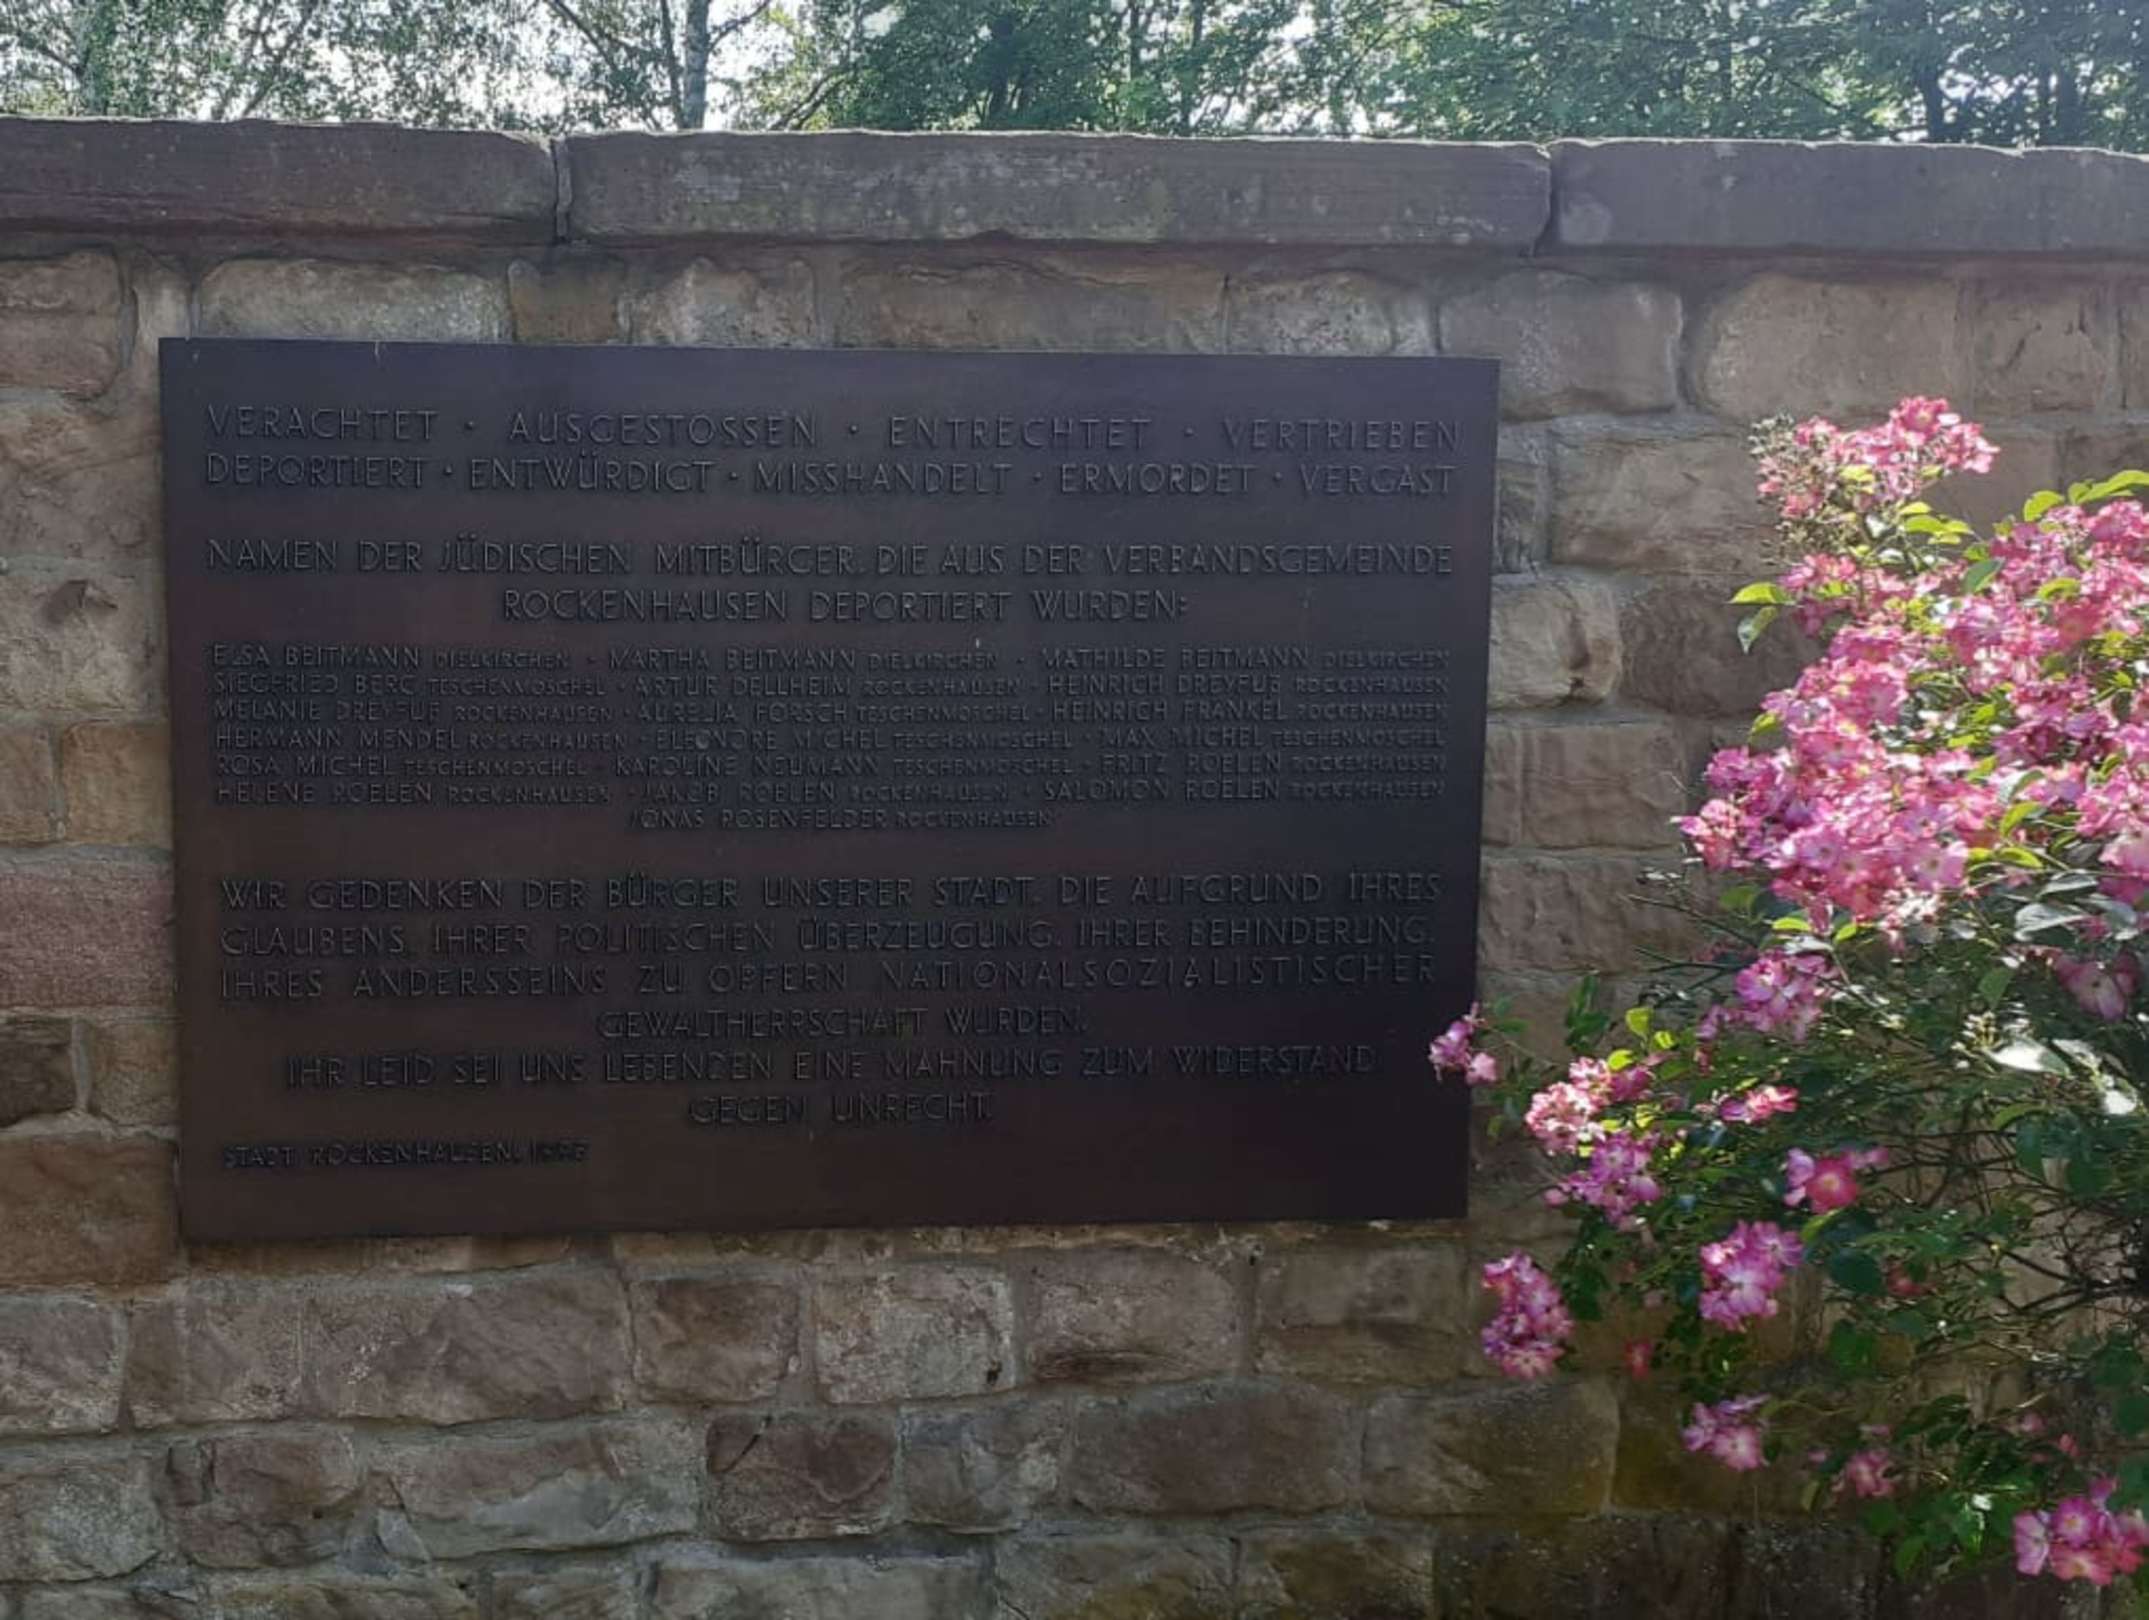 VERACHTET · AUSGESTOSSEN · ENTRECHTET · VERTRIEBEN
DEPORTIERT · ENTWÜRDIGT · MISSHANDELT · ERMORDET · VERGAST
NAMEN DER JÜDISCHEN MITBÜRGER, DIE AUS DER VERBANDSGEMEINDE
ROCKENHAUSEN DEPORTIERT WURDEN:
ELSA BEITMANN DIELKIRCHEN · MARTHA BEITMANN DIELKIRCHEN · MATHILDE BEITMANN DIELKIRCHEN
SIEGFRIED BERG TESCHENMOSCHEL · ARTUR DELLHEIM ROCKENHAUSEN · HEINRICH DREYFUS ROCKENHAUSEN
MELANIE DREYFUS ROCKENHAUSEN · AURELIA FORSCH TESCHENMOSCHEL · HEINRICH FRANKEL ROCKENHAUSEN
HERMANN MENDEL ROCKENHAUSEN · ELEONORE MICHEL TESCHENMOSCHEL · MAX MICHEL TESCHENMOSCHEL
ROSA MICHEL TESCHENMOSCHEL · KAROLINE NEUMANN TESCHENMOSCHEL · FRITZ ROELEN ROCKENHAUSEN
HELENE ROELEN ROCKENHAUSEN · JAKOB ROELEN ROCKENHAUSEN · SALOMON ROELEN ROCKENHAUSEN
JONAS ROSENFELDER ROCKENHAUSEN
WIR GEDENKEN DER BÜRGER UNSERER STADT, DIE AUFGRUND IHRES
GLAUBENS, IHRER POLITISCHEN ÜBERZEUGUNG, IHRER BEHINDERUNG,
IHRES ANDERSSEINS ZU OPFERN NATIONALSOZIALISTISCHER
GEWALTHERRSCHAFT WURDEN.
IHR LEID SEI UNS LEBENDEN EINE MAHNUNG ZUM WIDERSTAND
GEGEN UNRECHT.
STADT ROCKENHAUSEN,